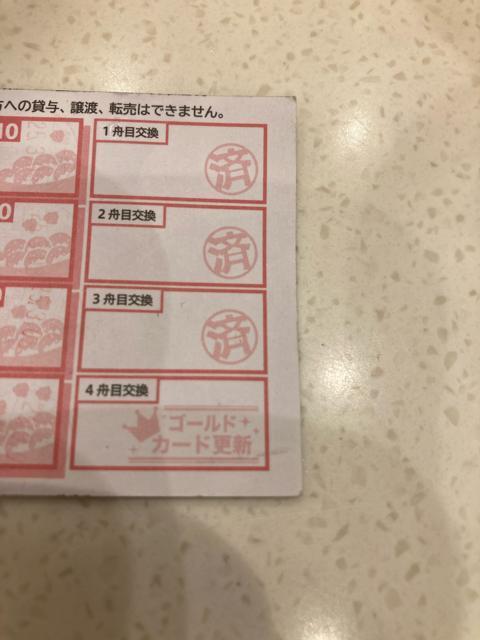 への貸与、譲渡、転売はできません。
10
1舟目交換
済
0
2舟目交換
済
3舟目交換
済
4舟目交換
ゴールド
カード更新